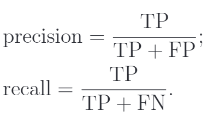 precision = TP / TP + FP ;
recall = TP / TP + FN .